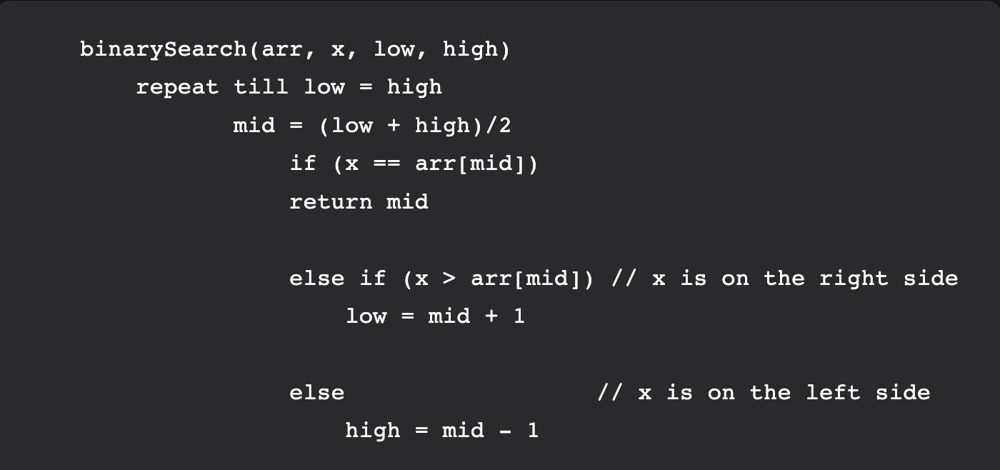 binarySearch(arr, x, low, high)
repeat till low = high
mid = (low + high)/2
if (x == arr[mid])
return mid
else if (x > arr[mid]) // x is on the right side
low = mid + 1
else // x is on the left side
high = mid - 1